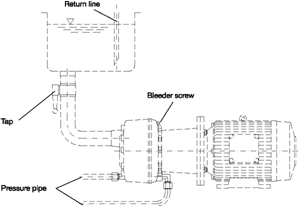 Return line
Tap
Bleeder screw
Pressure pipe